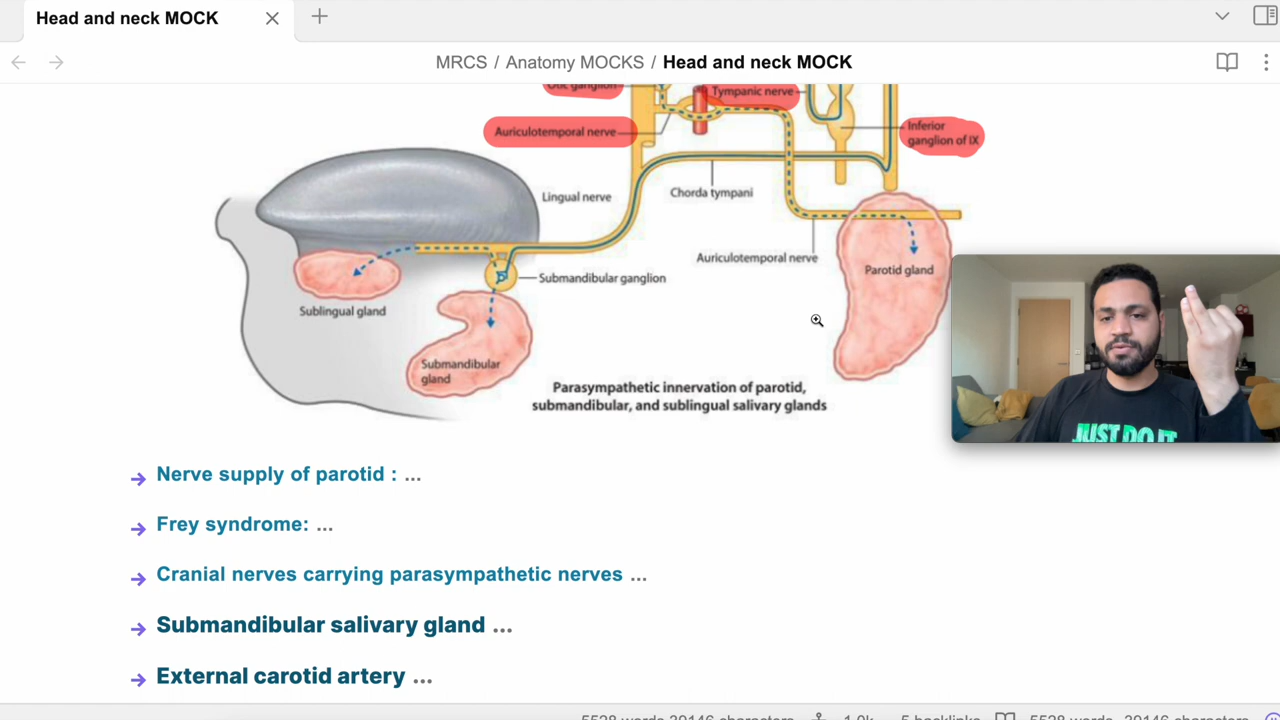 Head and neck MOCK
MRCS / Anatomy MOCKS / Head and neck MOCK
Otic ganglion
Tympanic nerve
Auriculotemporal nerve
Inferior
ganglion of IX
Lingual nerve
Chorda tympani
Auriculotemporal nerve
Parotid gland
Submandibular ganglion
Sublingual gland
Submandibular
gland
Parasympathetic innervation of parotid,
submandibular, and sublingual salivary glands
JUST DO IT
Nerve supply of parotid : ...
Frey syndrome: ...
Cranial nerves carrying parasympathetic nerves ...
Submandibular salivary gland ...
External carotid artery ...